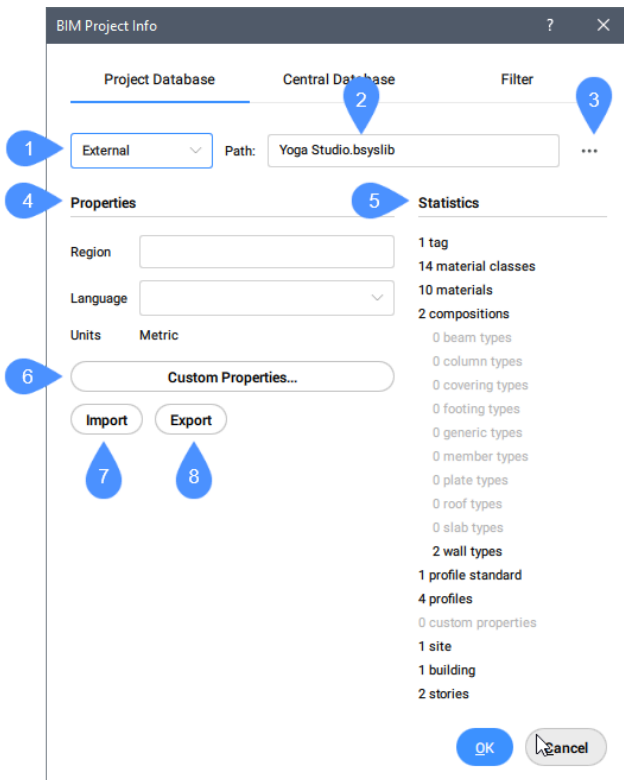 BIM Project Info ? ×
Project Database Central Database Filter
2 3
1 External Path: Yoga Studio.bsyslib ...
4 Properties 5 Statistics
1 tag
Region
14 material classes
10 materials
Language
2 compositions
Units Metric
0 beam types
0 column types
6 Custom Properties...
0 covering types
0 footing types
Import Export
0 generic types
0 member types
7 8
0 plate types
0 roof types
0 slab types
2 wall types
1 profile standard
4 profiles
0 custom properties
1 site
1 building
2 stories
OK Cancel